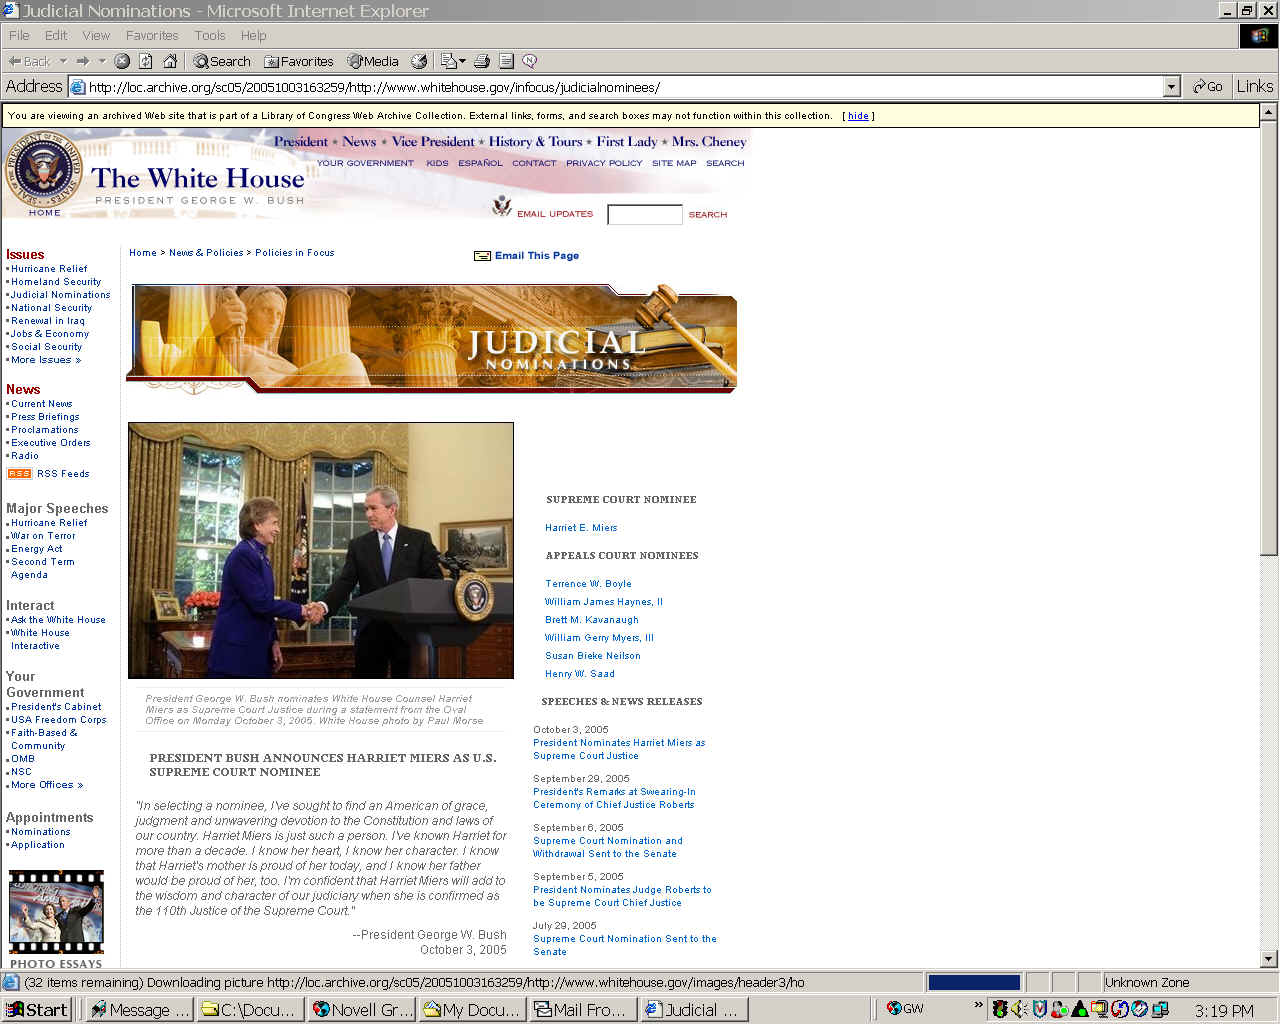 Judicial Nominations - Microsoft Internet Explorer
File Edit View Favorites Tools Help
Back Search Favorites Media
Address http://loc.archive.org/sc05/20051003163259/http://www.whitehouse.gov/infocus/judicialnominees/ Go Links
You are viewing an archived Web site that is part of a Library of Congress Web Archive Collection. External links, forms, and search boxes may not function within this collection. [ hide ]
President ★ News ★ Vice President ★ History & Tours ★ First Lady ★ Mrs. Cheney
YOUR GOVERNMENT KIDS ESPAÑOL CONTACT PRIVACY POLICY SITE MAP SEARCH
The White House
PRESIDENT GEORGE W. BUSH
HOME
EMAIL UPDATES SEARCH
Home > News & Policies > Policies in Focus
Email This Page
JUDICIAL
NOMINATIONS
Issues
Hurricane Relief
Homeland Security
Judicial Nominations
National Security
Renewal in Iraq
Jobs & Economy
Social Security
More Issues »
News
Current News
Press Briefings
Proclamations
Executive Orders
Radio
RSS RSS Feeds
Major Speeches
Hurricane Relief
War on Terror
Energy Act
Second Term
Agenda
Interact
Ask the White House
White House
Interactive
Your
Government
President's Cabinet
USA Freedom Corps
Faith-Based &
Community
OMB
NSC
More Offices »
Appointments
Nominations
Application
PHOTO ESSAYS
President George W. Bush nominates White House Counsel Harriet
Miers as Supreme Court Justice during a statement from the Oval
Office on Monday October 3, 2005. White House photo by Paul Morse
PRESIDENT BUSH ANNOUNCES HARRIET MIERS AS U.S.
SUPREME COURT NOMINEE
"In selecting a nominee, I've sought to find an American of grace,
judgment and unwavering devotion to the Constitution and laws of
our country. Harriet Miers is just such a person. I've known Harriet for
more than a decade. I know her heart, I know her character. I know
that Harriet's mother is proud of her today, and I know her father
would be proud of her, too. I'm confident that Harriet Miers will add to
the wisdom and character of our judiciary when she is confirmed as
the 110th Justice of the Supreme Court."
--President George W. Bush
October 3, 2005
SUPREME COURT NOMINEE
Harriet E. Miers
APPEALS COURT NOMINEES
Terrence W. Boyle
William James Haynes, II
Brett M. Kavanaugh
William Gerry Myers, III
Susan Bieke Neilson
Henry W. Saad
SPEECHES & NEWS RELEASES
October 3, 2005
President Nominates Harriet Miers as
Supreme Court Justice
September 29, 2005
President's Remarks at Swearing-In
Ceremony of Chief Justice Roberts
September 6, 2005
Supreme Court Nomination and
Withdrawal Sent to the Senate
September 5, 2005
President Nominates Judge Roberts to
be Supreme Court Chief Justice
July 29, 2005
Supreme Court Nomination Sent to the
Senate
(32 items remaining) Downloading picture http://loc.archive.org/sc05/20051003163259/http://www.whitehouse.gov/images/header3/ho Unknown Zone
Start Message ... C:\Docu... Novell Gr... My Docu... Mail Fro... Judicial ... GW » 3:19 PM